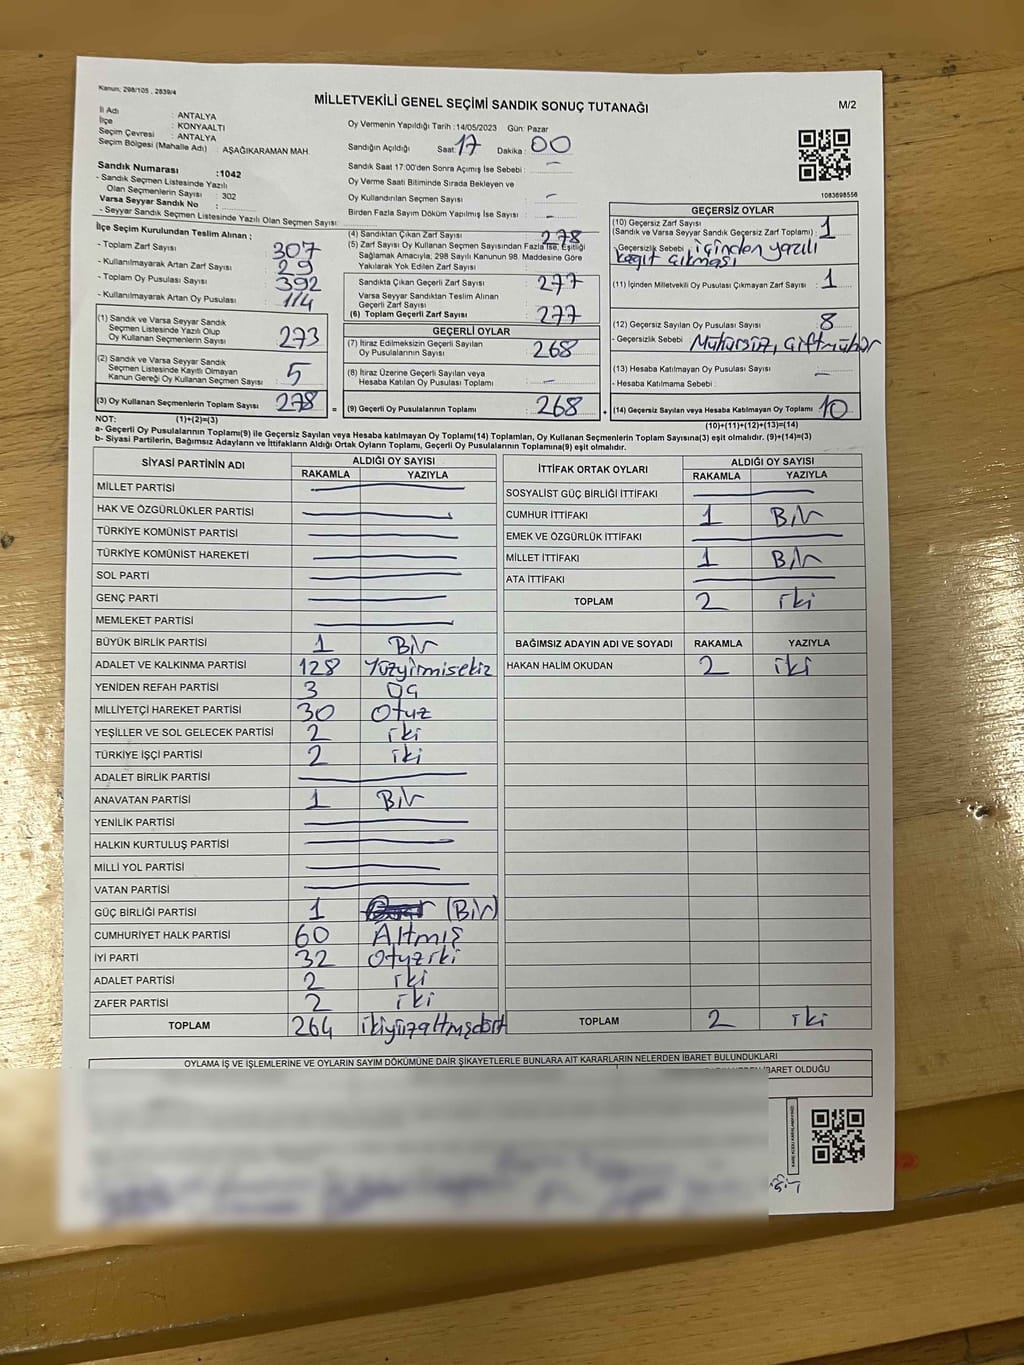 Kanun, 298/105 , 2839/4
MİLLETVEKİLİ GENEL SEÇİMİ SANDIK SONUÇ TUTANAĞI
M/2
İl Adı : ANTALYA
İlçe : KONYAALTI
Seçim Çevresi : ANTALYA
Seçim Bölgesi (Mahalle Adı) : AŞAĞIKARAMAN MAH.
Sandık Numarası :1042
- Sandık Seçmen Listesinde Yazılı
Olan Seçmenlerin Sayısı : 302
Varsa Seyyar Sandık No :
- Seyyar Sandık Seçmen Listesinde Yazılı Olan Seçmen Sayısı:
Oy Vermenin Yapıldığı Tarih :14/05/2023 Gün: Pazar
Sandığın Açıldığı Saat: 17 Dakika : 00
Sandık Saat 17:00'den Sonra Açımış İse Sebebi : –
Oy Verme Saati Bitiminde Sırada Bekleyen ve
Oy Kullandırılan Seçmen Sayısı : –
Birden Fazla Sayım Döküm Yapılmış İse Sayısı : –
1083698556
İlçe Seçim Kurulundan Teslim Alınan ;
- Toplam Zarf Sayısı 307
- Kullanılmayarak Artan Zarf Sayısı 29
- Toplam Oy Pusulası Sayısı 392
- Kullanılmayarak Artan Oy Pusulası 114
(1) Sandık ve Varsa Seyyar Sandık
Seçmen Listesinde Yazılı Olup
Oy Kullanan Seçmenlerin Sayısı 273
(2) Sandık ve Varsa Seyyar Sandık
Seçmen Listesinde Kayıtlı Olmayan
Kanun Gereği Oy Kullanan Seçmen Sayısı 5
(3) Oy Kullanan Seçmenlerin Toplam Sayısı 278
(4) Sandıktan Çıkan Zarf Sayısı : 278
(5) Zarf Sayısı Oy Kullanan Seçmen Sayısından Fazla İse, Eşitliği
Sağlamak Amacıyla, 298 Sayılı Kanunun 98. Maddesine Göre
Yakılarak Yok Edilen Zarf Sayısı :
Sandıkta Çıkan Geçerli Zarf Sayısı 277
Varsa Seyyar Sandıktan Teslim Alınan
Geçerli Zarf Sayısı
(6) Toplam Geçerli Zarf Sayısı 277
GEÇERLİ OYLAR
(7) İtiraz Edilmeksizin Geçerli Sayılan
Oy Pusulalarının Sayısı 268
(8) İtiraz Üzerine Geçerli Sayılan veya
Hesaba Katılan Oy Pusulası Toplamı –
= (9) Geçerli Oy Pusulalarının Toplamı 268 +
GEÇERSİZ OYLAR
(10) Geçersiz Zarf Sayısı
(Sandık ve Varsa Seyyar Sandık Geçersiz Zarf Toplamı) : 1
-Geçersizlik Sebebi : içinden yazılı
kağıt çıkması
(11) İçinden Milletvekili Oy Pusulası Çıkmayan Zarf Sayısı : 1
(12) Geçersiz Sayılan Oy Pusulası Sayısı : 8
- Geçersizlik Sebebi : Mühürsüz, çiftmühür
(13) Hesaba Katılmayan Oy Pusulası Sayısı : –
- Hesaba Katılmama Sebebi :
(14) Geçersiz Sayılan veya Hesaba Katılmayan Oy Toplamı 10
NOT: (1)+(2)=(3)
(10)+(11)+(12)+(13)=(14)
a- Geçerli Oy Pusulalarının Toplamı(9) ile Geçersiz Sayılan veya Hesaba katılmayan Oy Toplamı(14) Toplamları, Oy Kullanan Seçmenlerin Toplam Sayısına(3) eşit olmalıdır. (9)+(14)=(3)
b- Siyasi Partilerin, Bağımsız Adayların ve İttifakların Aldığı Ortak Oyların Toplamı, Geçerli Oy Pusulalarının Toplamına(9) eşit olmalıdır.
SİYASİ PARTİNİN ADI ALDIĞI OY SAYISI
RAKAMLA YAZIYLA
MİLLET PARTİSİ
HAK VE ÖZGÜRLÜKLER PARTİSİ
TÜRKİYE KOMÜNİST PARTİSİ
TÜRKİYE KOMÜNİST HAREKETİ
SOL PARTİ
GENÇ PARTİ
MEMLEKET PARTİSİ
BÜYÜK BİRLİK PARTİSİ 1 Bir
ADALET VE KALKINMA PARTİSİ 128 Yüzyirmisekiz
YENİDEN REFAH PARTİSİ 3 Üç
MİLLİYETÇİ HAREKET PARTİSİ 30 Otuz
YEŞİLLER VE SOL GELECEK PARTİSİ 2 iki
TÜRKİYE İŞÇİ PARTİSİ 2 iki
ADALET BİRLİK PARTİSİ
ANAVATAN PARTİSİ 1 Bir
YENİLİK PARTİSİ
HALKIN KURTULUŞ PARTİSİ
MİLLİ YOL PARTİSİ
VATAN PARTİSİ
GÜÇ BİRLİĞİ PARTİSİ 1 (Bir)
CUMHURİYET HALK PARTİSİ 60 Altmış
İYİ PARTİ 32 Otuziki
ADALET PARTİSİ 2 iki
ZAFER PARTİSİ 2 iki
TOPLAM 264 ikiyüzaltmışdört
İTTİFAK ORTAK OYLARI ALDIĞI OY SAYISI
RAKAMLA YAZIYLA
SOSYALİST GÜÇ BİRLİĞİ İTTİFAKI
CUMHUR İTTİFAKI 1 Bir
EMEK VE ÖZGÜRLÜK İTTİFAKI
MİLLET İTTİFAKI 1 Bir
ATA İTTİFAKI
TOPLAM 2 iki
BAĞIMSIZ ADAYIN ADI VE SOYADI RAKAMLA YAZIYLA
HAKAN HALİM OKUDAN 2 iki
TOPLAM 2 iki
OYLAMA İŞ VE İŞLEMLERİNE VE OYLARIN SAYIM DÖKÜMÜNE DAİR ŞİKAYETLERLE BUNLARA AİT KARARLARIN NELERDEN İBARET BULUNDUKLARI
İBARET OLDUĞU